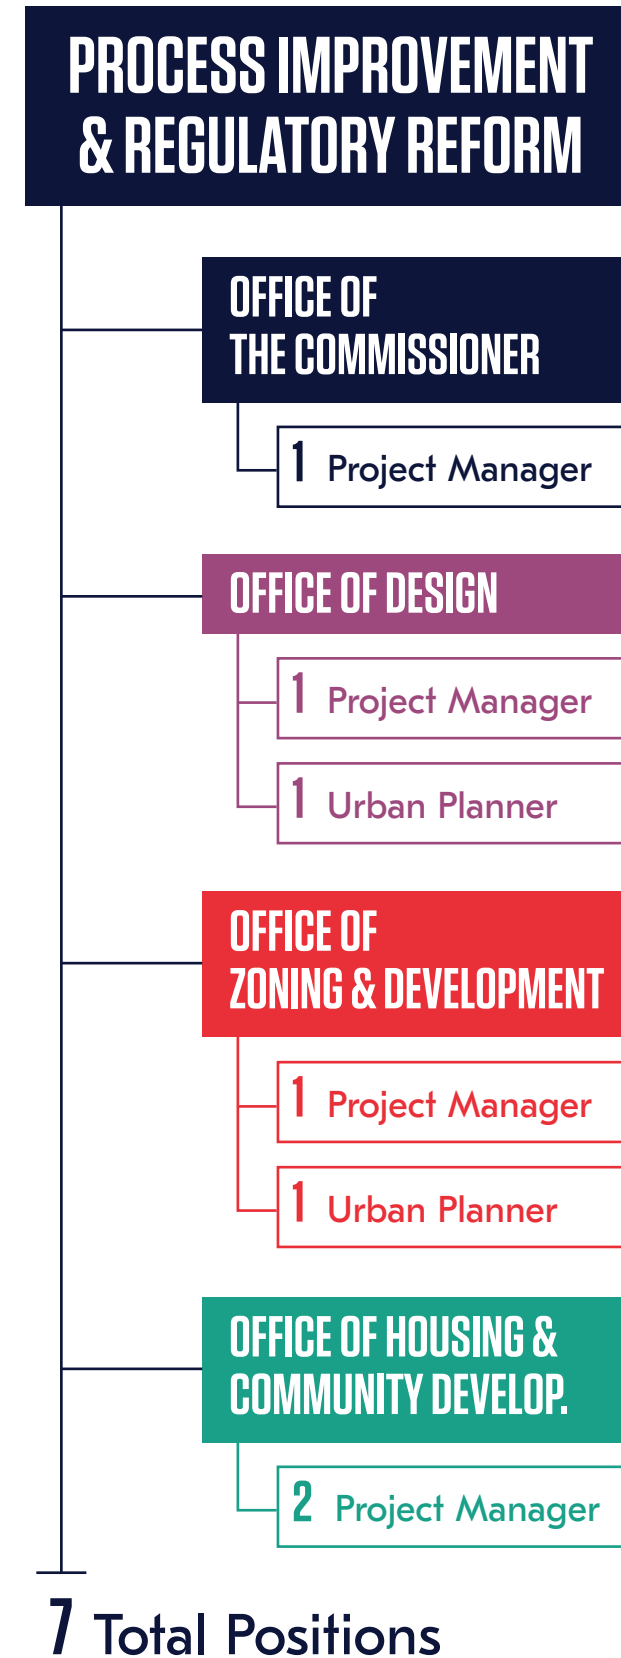 PROCESS IMPROVEMENT
& REGULATORY REFORM
OFFICE OF
THE COMMISSIONER
1 Project Manager
OFFICE OF DESIGN
1 Project Manager
1 Urban Planner
OFFICE OF
ZONING & DEVELOPMENT
1 Project Manager
1 Urban Planner
OFFICE OF HOUSING &
COMMUNITY DEVELOP.
2 Project Manager
7 Total Positions